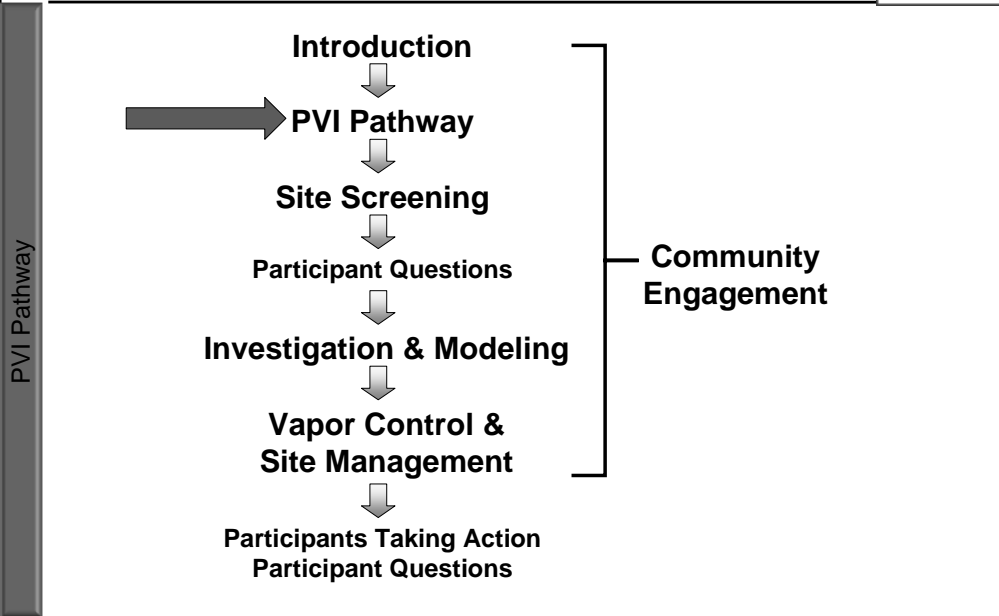 PVI Pathway
Introduction
PVI Pathway
Site Screening
Participant Questions
Investigation & Modeling
Vapor Control &
Site Management
Participants Taking Action
Participant Questions
Community
Engagement